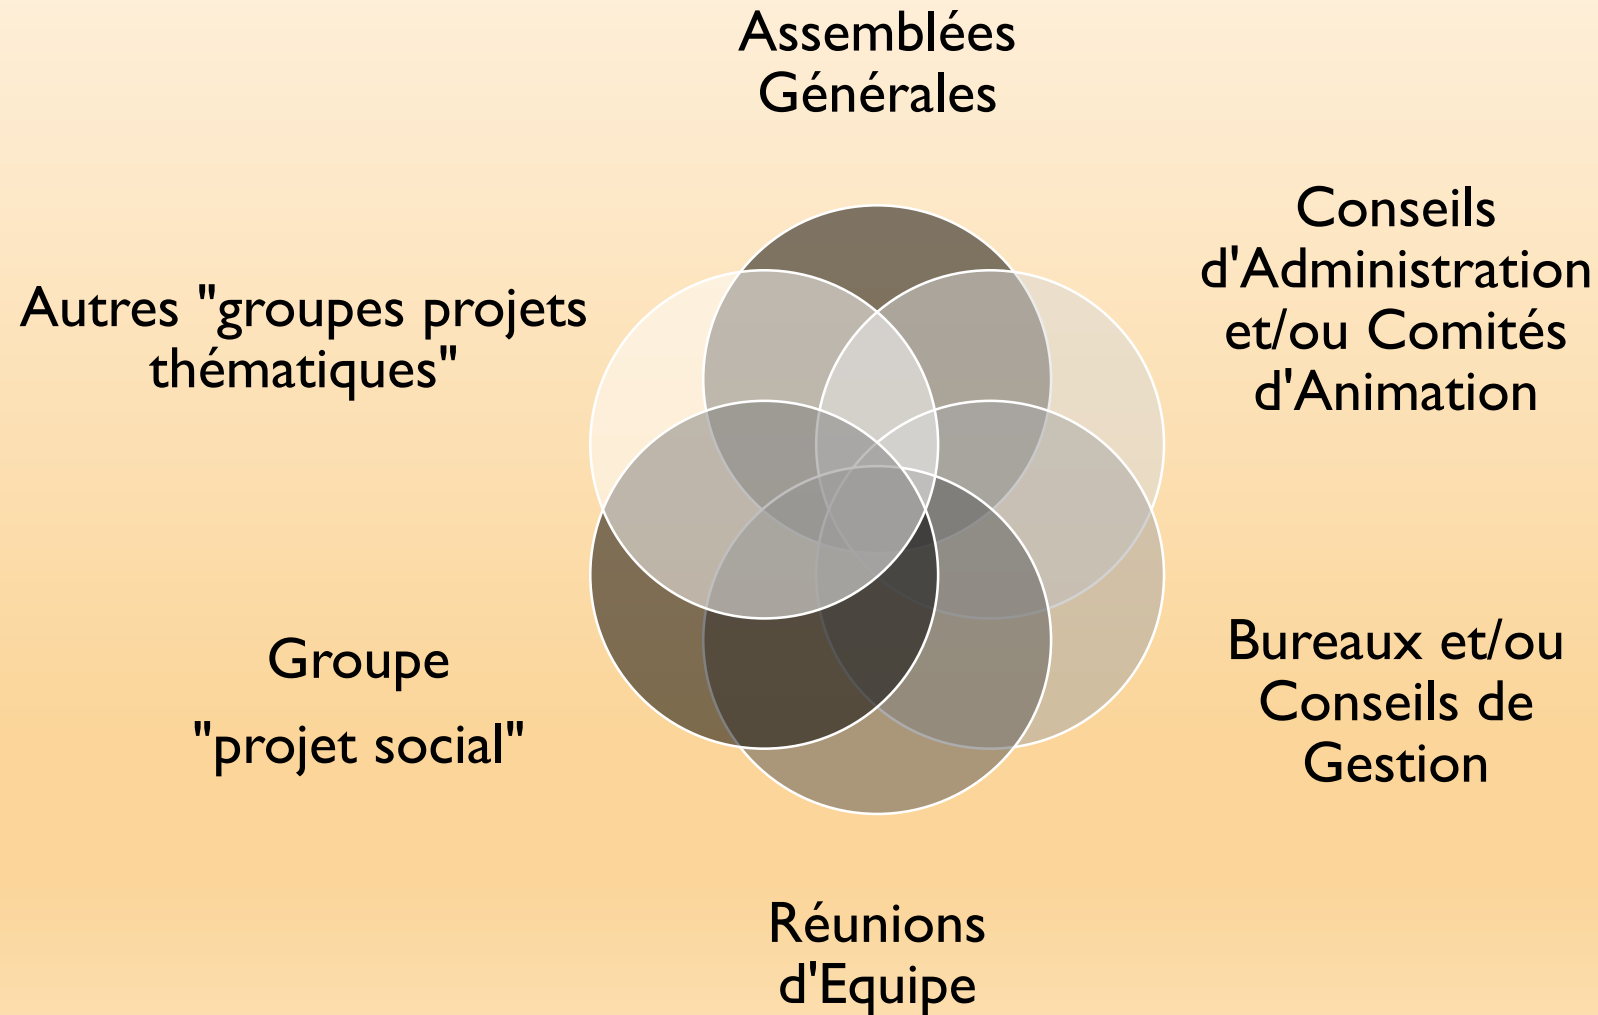 Assemblées
Générales
Conseils
d'Administration
et/ou Comités
d'Animation
Autres "groupes projets
thématiques"
Bureaux et/ou
Conseils de
Gestion
Groupe
"projet social"
Réunions
d'Equipe